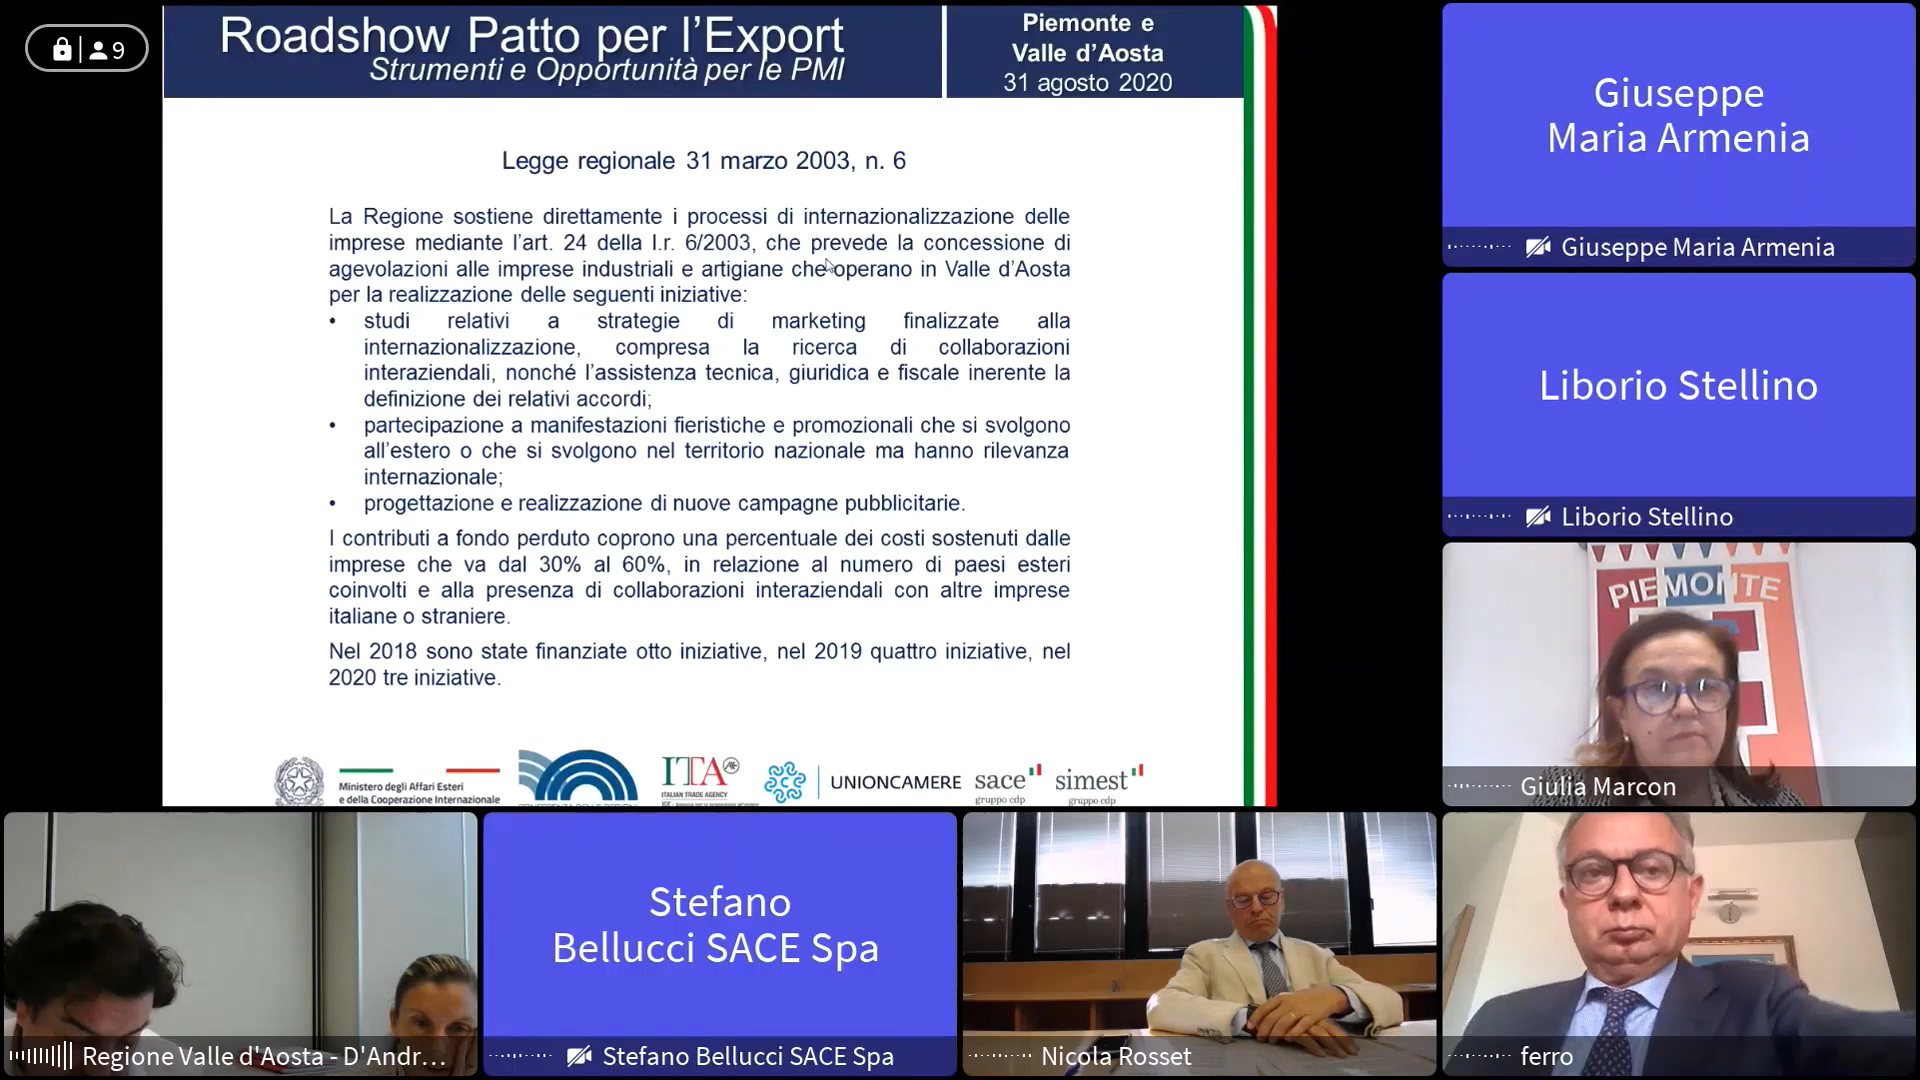 9
Roadshow Patto per l'Export
Strumenti e Opportunità per le PMI
Piemonte e
Valle d'Aosta
31 agosto 2020
Legge regionale 31 marzo 2003, n. 6
La Regione sostiene direttamente i processi di internazionalizzazione delle
imprese mediante l'art. 24 della l.r. 6/2003, che prevede la concessione di
agevolazioni alle imprese industriali e artigiane che operano in Valle d'Aosta
per la realizzazione delle seguenti iniziative:
• studi relativi a strategie di marketing finalizzate alla
internazionalizzazione, compresa la ricerca di collaborazioni
interaziendali, nonché l'assistenza tecnica, giuridica e fiscale inerente la
definizione dei relativi accordi;
• partecipazione a manifestazioni fieristiche e promozionali che si svolgono
all'estero o che si svolgono nel territorio nazionale ma hanno rilevanza
internazionale;
• progettazione e realizzazione di nuove campagne pubblicitarie.
I contributi a fondo perduto coprono una percentuale dei costi sostenuti dalle
imprese che va dal 30% al 60%, in relazione al numero di paesi esteri
coinvolti e alla presenza di collaborazioni interaziendali con altre imprese
italiane o straniere.
Nel 2018 sono state finanziate otto iniziative, nel 2019 quattro iniziative, nel
2020 tre iniziative.
Ministero degli Affari Esteri
e della Cooperazione Internazionale
ITA
ITALIAN TRADE AGENCY
UNIONCAMERE
sace
gruppo cdp
simest
gruppo cdp
Giuseppe
Maria Armenia
Giuseppe Maria Armenia
Liborio Stellino
Liborio Stellino
PIEMONTE
Giulia Marcon
Regione Valle d'Aosta - D'Andr...
Stefano
Bellucci SACE Spa
Stefano Bellucci SACE Spa
Nicola Rosset
ferro